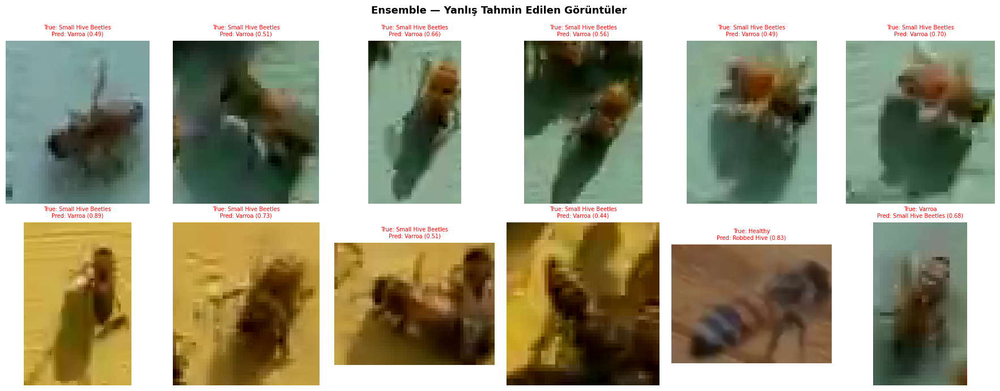 Ensemble — Yanlış Tahmin Edilen Görüntüler
True: Small Hive Beetles
Pred: Varroa (0.49)
True: Small Hive Beetles
Pred: Varroa (0.51)
True: Small Hive Beetles
Pred: Varroa (0.66)
True: Small Hive Beetles
Pred: Varroa (0.56)
True: Small Hive Beetles
Pred: Varroa (0.49)
True: Small Hive Beetles
Pred: Varroa (0.70)
True: Small Hive Beetles
Pred: Varroa (0.89)
True: Small Hive Beetles
Pred: Varroa (0.73)
True: Small Hive Beetles
Pred: Varroa (0.51)
True: Small Hive Beetles
Pred: Varroa (0.44)
True: Healthy
Pred: Robbed Hive (0.83)
True: Varroa
Pred: Small Hive Beetles (0.68)